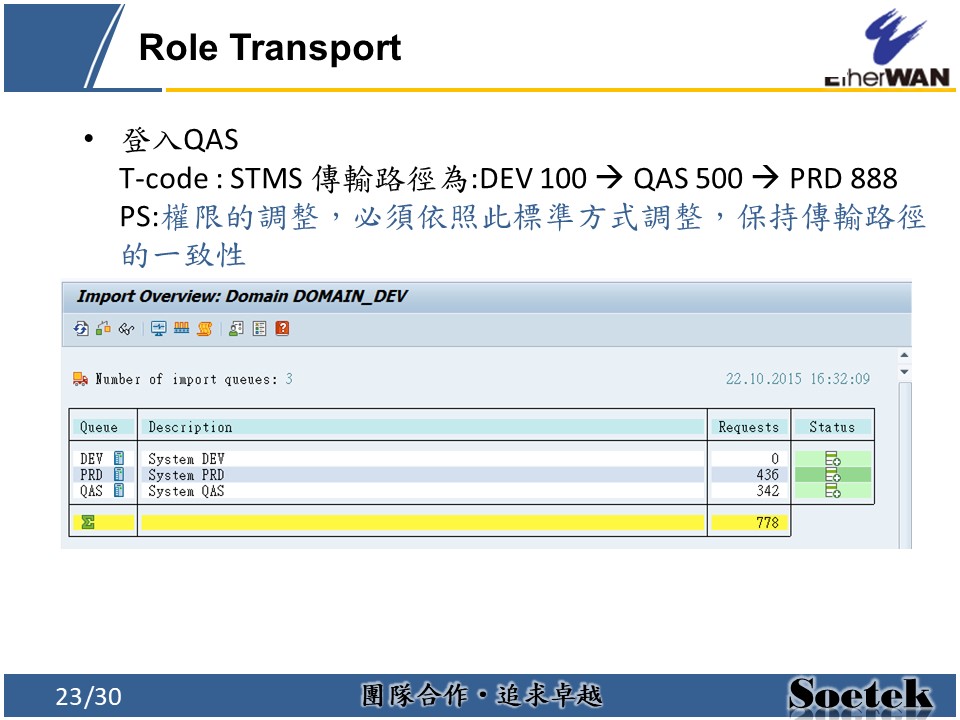 Role Transport
EtherWAN
• 登入QAS
T-code : STMS 傳輸路徑為:DEV 100 → QAS 500 → PRD 888
PS:權限的調整，必須依照此標準方式調整，保持傳輸路徑
的一致性
Import Overview: Domain DOMAIN_DEV
Number of import queues: 3 22.10.2015 16:32:09
Queue Description Requests Status
DEV System DEV 0
PRD System PRD 436
QAS System QAS 342
Σ 778
23/30 團隊合作・追求卓越 Soetek